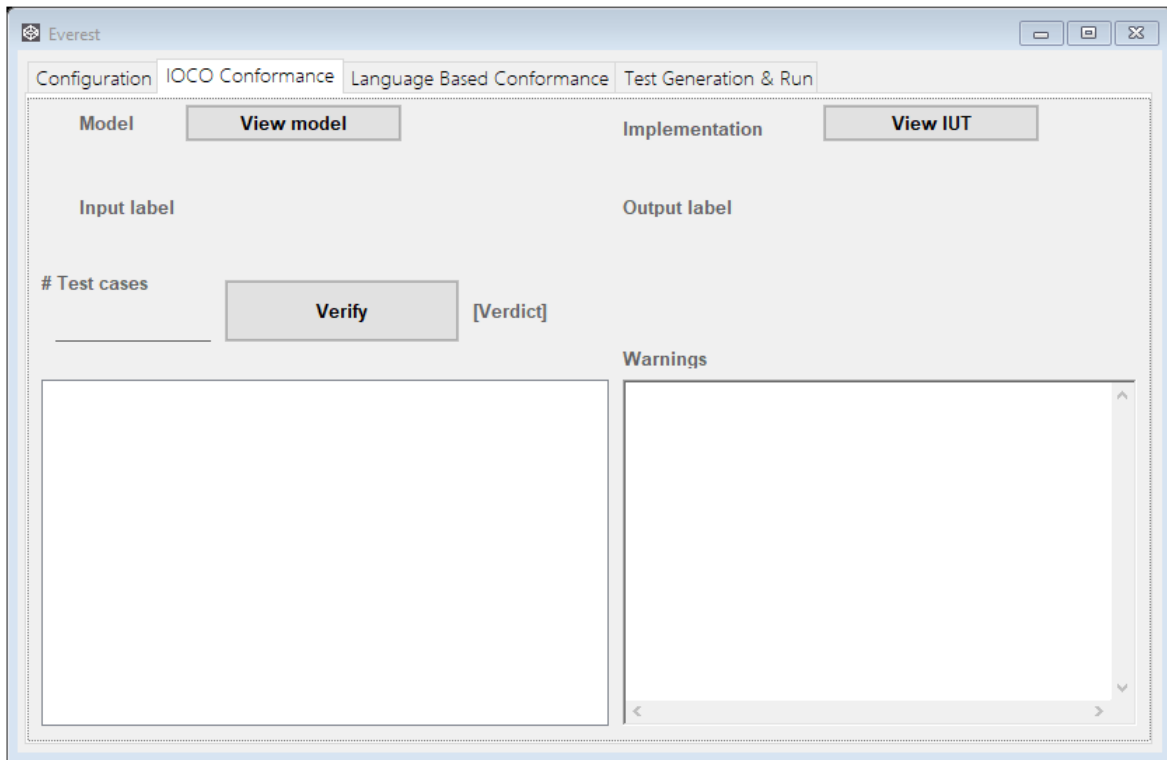 Everest
Configuration IOCO Conformance Language Based Conformance Test Generation & Run
Model View model Implementation View IUT
Input label Output label
# Test cases
Verify [Verdict]
Warnings